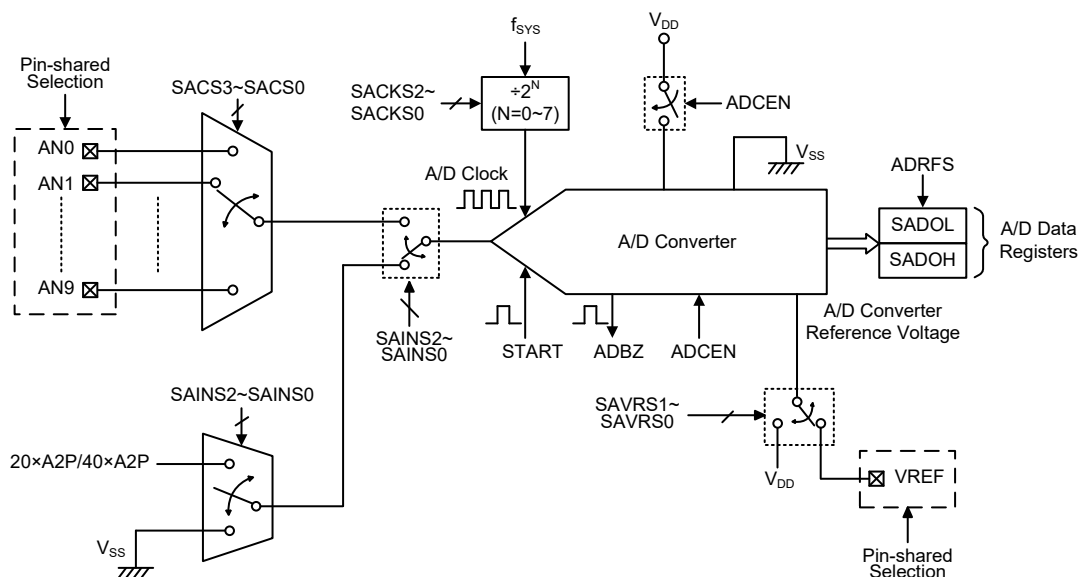 Pin-shared
Selection
AN0
AN1
AN9
SACS3~SACS0
fSYS
÷2^N
(N=0~7)
SACKS2~
SACKS0
A/D Clock
VDD
ADCEN
VSS
A/D Converter
ADRFS
SADOL
SADOH
A/D Data
Registers
SAINS2~
SAINS0
START
ADBZ
ADCEN
A/D Converter
Reference Voltage
SAINS2~SAINS0
20×A2P/40×A2P
VSS
SAVRS1~
SAVRS0
VDD
VREF
Pin-shared
Selection